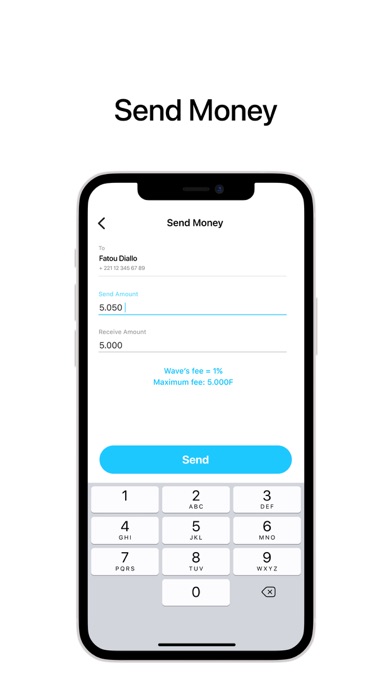 Send Money
Send Money
To
Fatou Diallo
+ 221 12 345 67 89
Send Amount
5.050
Receive Amount
5.000
Wave's fee = 1%
Maximum fee: 5.000F
Send
1
2
ABC
3
DEF
4
GHI
5
JKL
6
MNO
7
PQRS
8
TUV
9
WXYZ
0